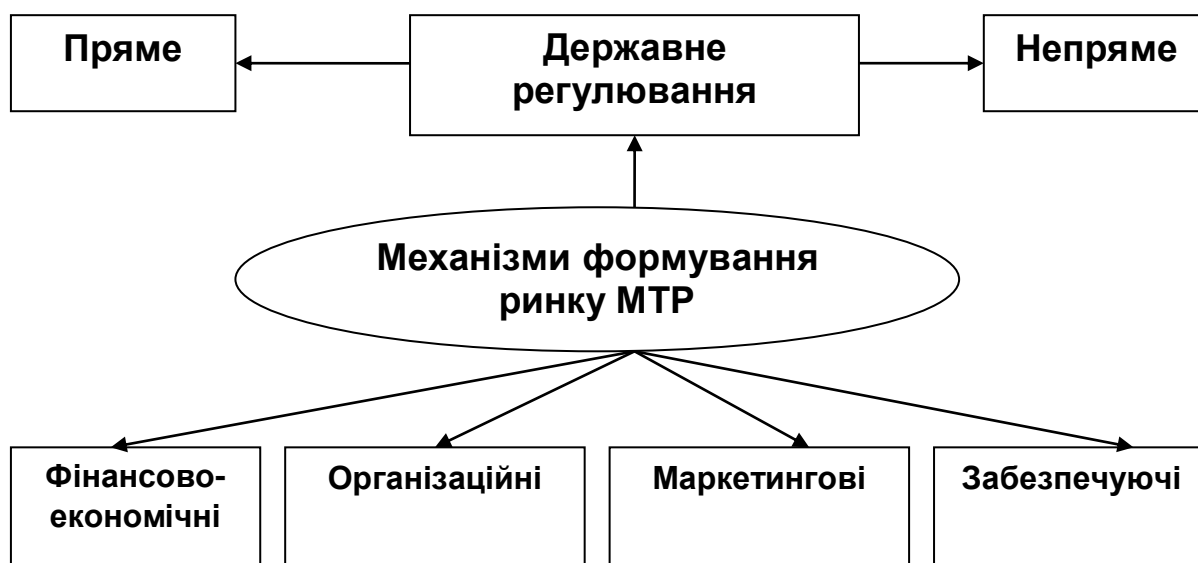 Пряме
Державне
регулювання
Непряме
Механізми формування
ринку МТР
Фінансово-
економічні
Організаційні
Маркетингові
Забезпечуючі